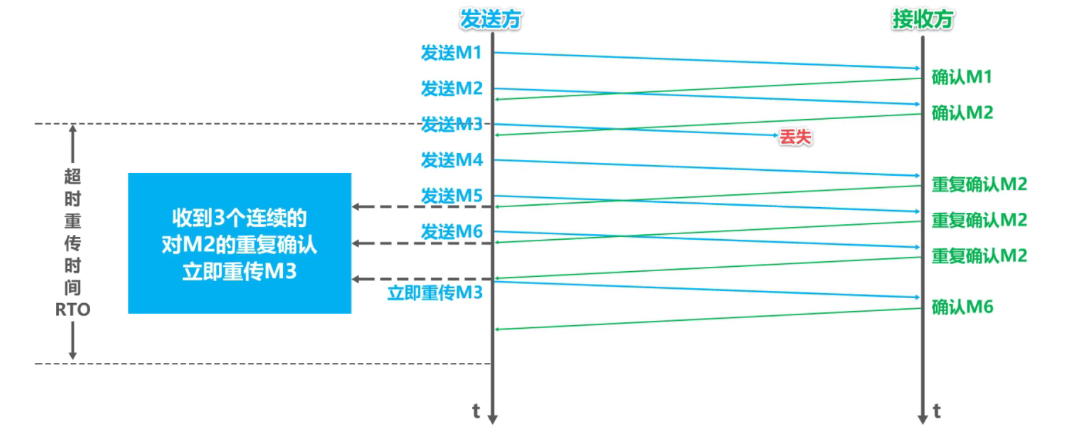 发送方
接收方
发送M1
确认M1
发送M2
确认M2
发送M3
丢失
发送M4
重复确认M2
发送M5
重复确认M2
发送M6
重复确认M2
立即重传M3
确认M6
超
时
重
传
时
间
RTO
收到3个连续的
对M2的重复确认
立即重传M3
t
t